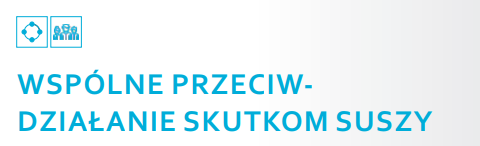 WSPÓLNE PRZECIW-
DZIAŁANIE SKUTKOM SUSZY